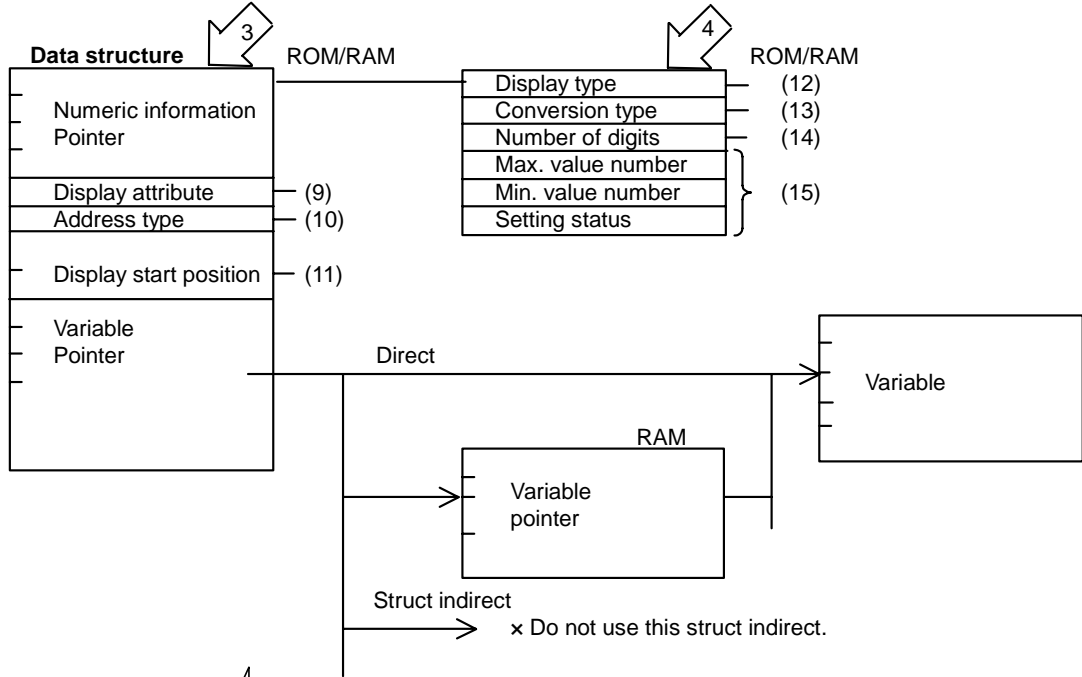 3
4
Data structure
ROM/RAM
ROM/RAM
Numeric information
Pointer
Display attribute
(9)
Address type
(10)
Display start position
(11)
Variable
Pointer
Display type
(12)
Conversion type
(13)
Number of digits
(14)
Max. value number
Min. value number
(15)
Setting status
Direct
Variable
RAM
Variable
pointer
Struct indirect
× Do not use this struct indirect.